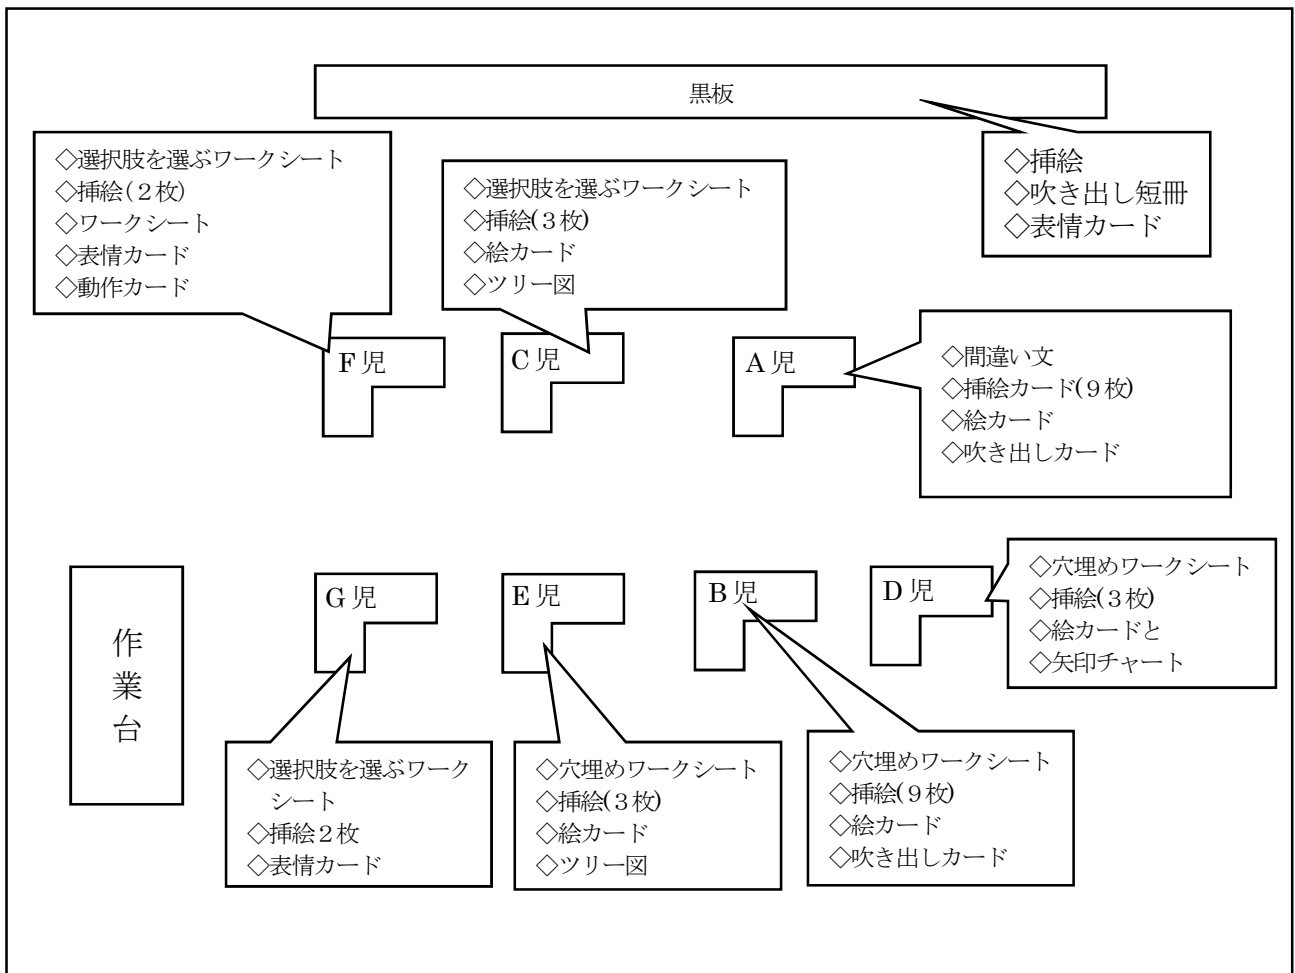 黒板
◇選択肢を選ぶワークシート
◇挿絵(2枚)
◇ワークシート
◇表情カード
◇動作カード
◇選択肢を選ぶワークシート
◇挿絵(3枚)
◇絵カード
◇ツリー図
◇挿絵
◇吹き出し短冊
◇表情カード
F児
C児
A児
◇間違い文
◇挿絵カード(9枚)
◇絵カード
◇吹き出しカード
作業台
G児
E児
B児
D児
◇穴埋めワークシート
◇挿絵(3枚)
◇絵カードと
◇矢印チャート
◇選択肢を選ぶワーク
シート
◇挿絵2枚
◇表情カード
◇穴埋めワークシート
◇挿絵(3枚)
◇絵カード
◇ツリー図
◇穴埋めワークシート
◇挿絵(9枚)
◇絵カード
◇吹き出しカード